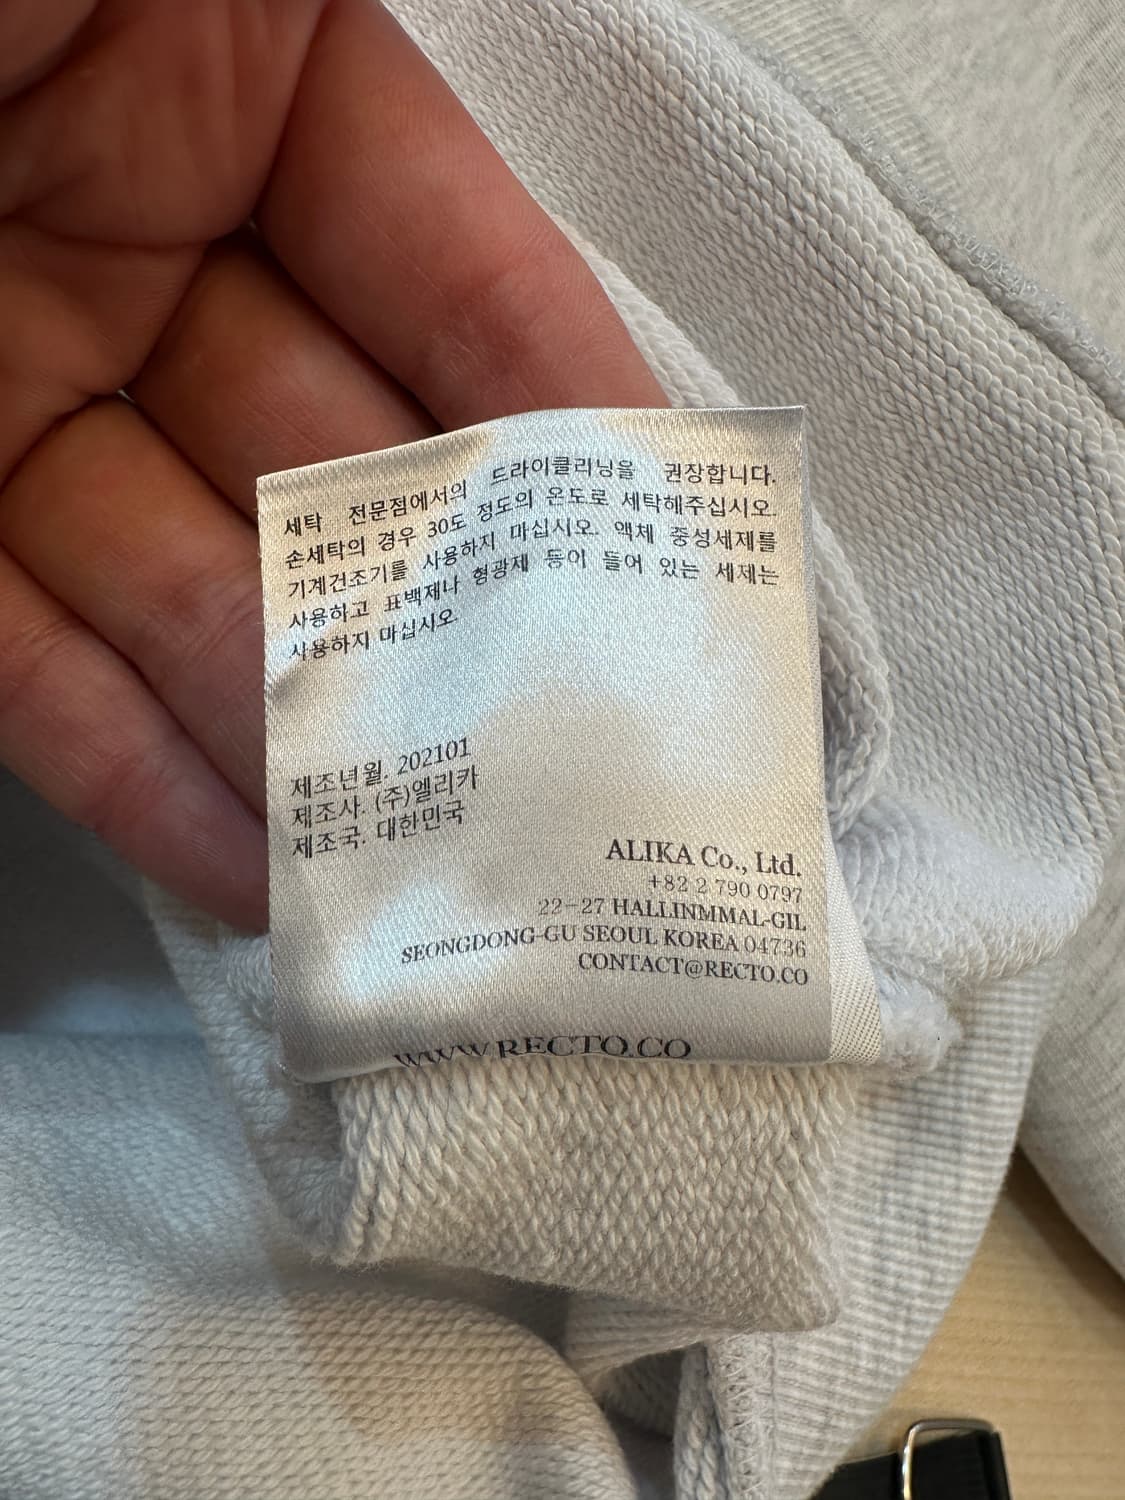 세탁 전문점에서의 드라이클리닝을 권장합니다.
손세탁의 경우 30도 정도의 온도로 세탁해주십시오.
기계건조기를 사용하지 마십시오. 액체 중성세제를
사용하고 표백제나 형광제 등이 들어 있는 세제는
사용하지 마십시오.
제조년월. 202101
제조사. (주)엘리카
제조국. 대한민국
ALIKA Co., Ltd.
+82 2 790 0797
22-27 HALLINMMAL-GIL
SEONGDONG-GU SEOUL KOREA 04736
CONTACT@RECTO.CO
WWW.RECTO.CO